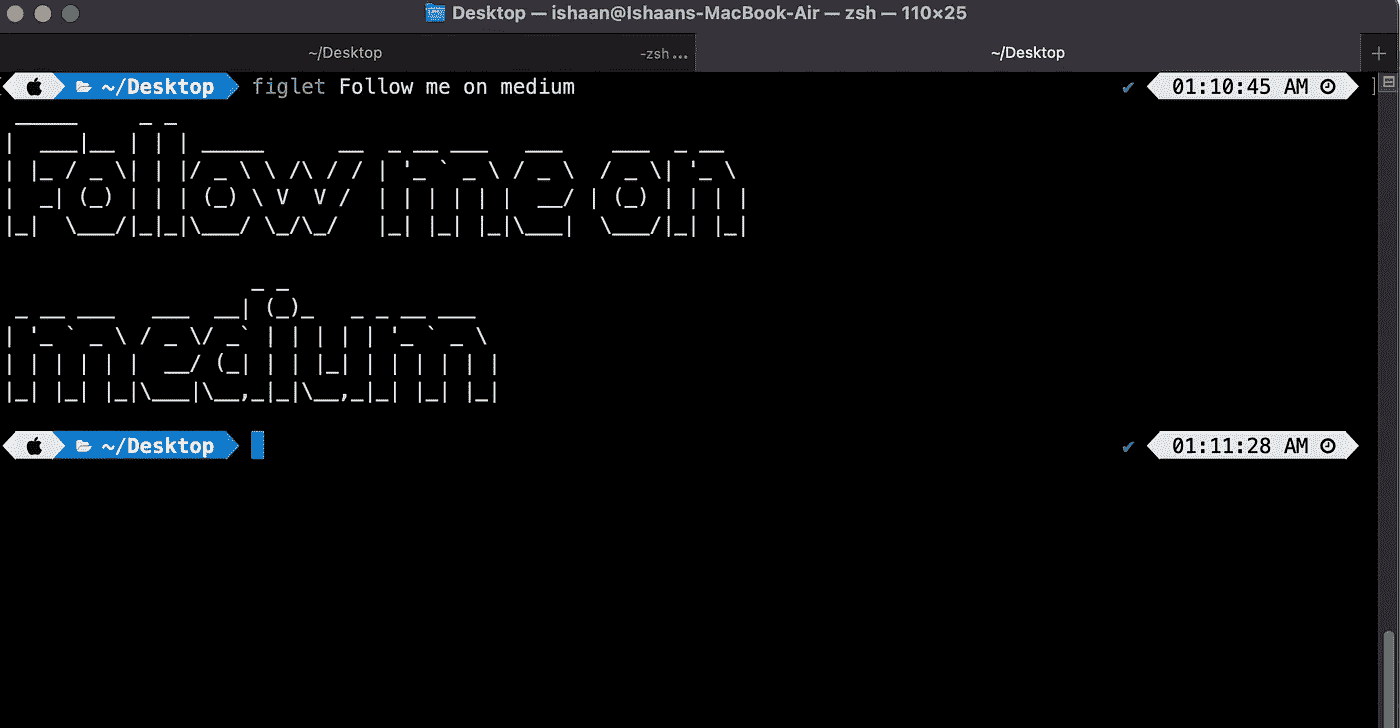 Desktop — ishaan@Ishaans-MacBook-Air — zsh — 110×25
~/Desktop -zsh... ~/Desktop +
~/Desktop figlet Follow me on medium ✔ 01:10:45 AM
Follow me on
medium
~/Desktop ✔ 01:11:28 AM